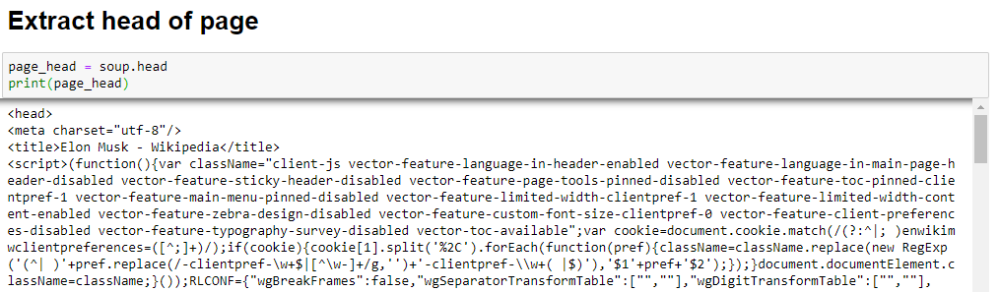 Extract head of page
page_head = soup.head
print(page_head)
<head>
<meta charset="utf-8"/>
<title>Elon Musk - Wikipedia</title>
<script>(function(){var className="client-js vector-feature-language-in-header-enabled vector-feature-language-in-main-page-h
eader-disabled vector-feature-sticky-header-disabled vector-feature-page-tools-pinned-disabled vector-feature-toc-pinned-clie
ntpref-1 vector-feature-main-menu-pinned-disabled vector-feature-limited-width-clientpref-1 vector-feature-limited-width-cont
ent-enabled vector-feature-zebra-design-disabled vector-feature-custom-font-size-clientpref-0 vector-feature-client-preferenc
es-disabled vector-feature-typography-survey-disabled vector-toc-available";var cookie=document.cookie.match(/(?:^|; )enwikim
wclientpreferences=([^;]+)/);if(cookie){cookie[1].split('%2C').forEach(function(pref){className=className.replace(new RegExp
('(^| )'+pref.replace(/-clientpref-\w+$|[^\w-]+/g,'')+'-clientpref-\\w+( |$)'),'$1'+pref+'$2');});}document.documentElement.c
lassName=className;}());RLCONF={"wgBreakFrames":false,"wgSeparatorTransformTable":["",""],"wgDigitTransformTable":["",""],